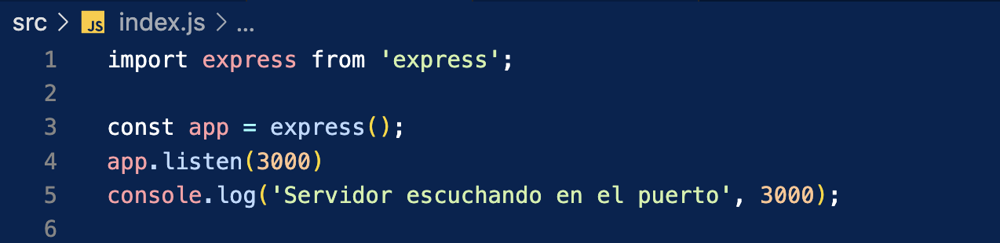 src > JS index.js > ...
1 import express from 'express';
2
3 const app = express();
4 app.listen(3000)
5 console.log('Servidor escuchando en el puerto', 3000);
6